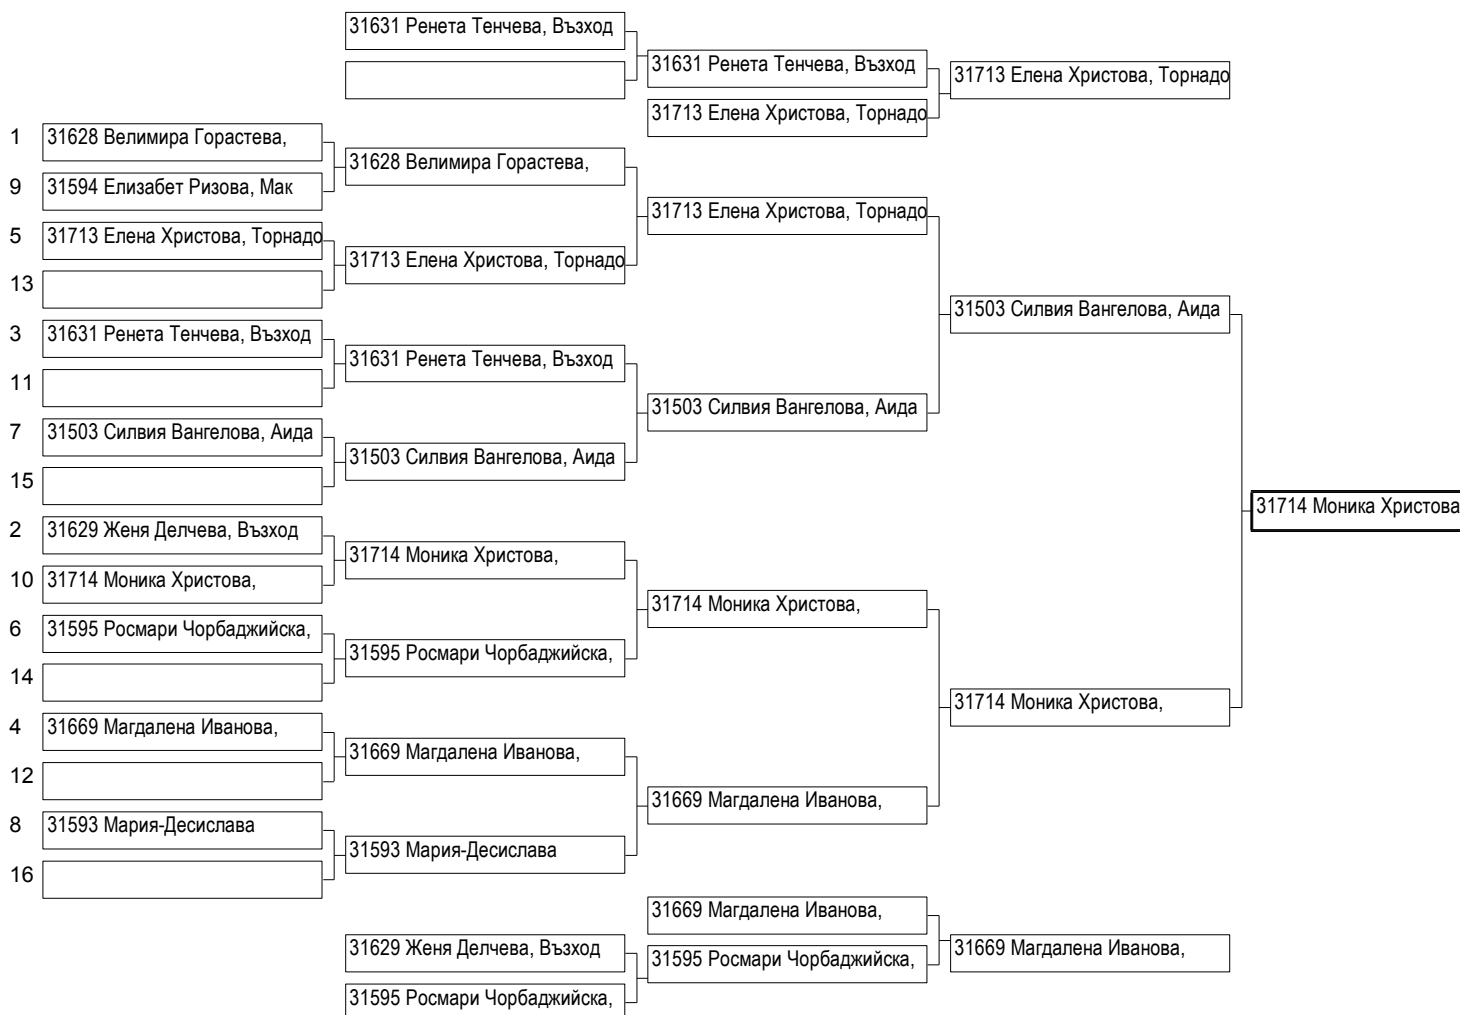 31631 Ренета Тенчева, Възход
31631 Ренета Тенчева, Възход
31713 Елена Христова, Торнадо
31713 Елена Христова, Торнадо
1 31628 Велимира Горастева,
31628 Велимира Горастева,
9 31594 Елизабет Ризова, Мак
31713 Елена Христова, Торнадо
5 31713 Елена Христова, Торнадо
31713 Елена Христова, Торнадо
13
31503 Силвия Вангелова, Аида
3 31631 Ренета Тенчева, Възход
31631 Ренета Тенчева, Възход
11
31503 Силвия Вангелова, Аида
7 31503 Силвия Вангелова, Аида
31503 Силвия Вангелова, Аида
15
31714 Моника Христова
2 31629 Женя Делчева, Възход
31714 Моника Христова,
10 31714 Моника Христова,
31714 Моника Христова,
6 31595 Росмари Чорбаджийска,
31595 Росмари Чорбаджийска,
14
31714 Моника Христова,
4 31669 Магдалена Иванова,
31669 Магдалена Иванова,
12
31669 Магдалена Иванова,
8 31593 Мария-Десислава
31593 Мария-Десислава
16
31669 Магдалена Иванова,
31629 Женя Делчева, Възход
31595 Росмари Чорбаджийска,
31669 Магдалена Иванова,
31595 Росмари Чорбаджийска,